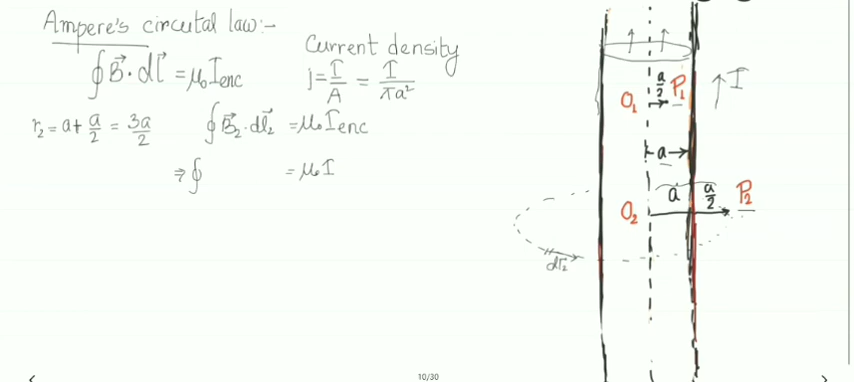 Ampere's circutal law:-
∮B⃗·dl⃗ = μ₀Ienc
Current density
j = I/A = I/πa²
r₂ = a + a/2 = 3a/2
∮B⃗₂·dl⃗₂ = μ₀Ienc
⇒ ∮ = μ₀I
a/2
O₁
P₁
I
a
a
a/2
O₂
P₂
dl₂
10/30